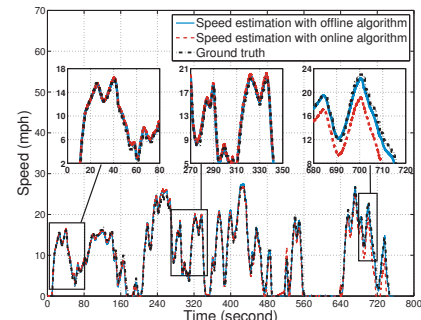 70
60
50
40
30
20
10
0
Speed (mph)
Speed estimation with offline algorithm
Speed estimation with online algorithm
Ground truth
18
14
10
6
2
0 20 40 60 80
21
17
13
9
5
270 290 310 330 350
24
20
16
12
8
680 690 700 710 720
0 80 160 240 320 400 480 560 640 720 800
Time (second)